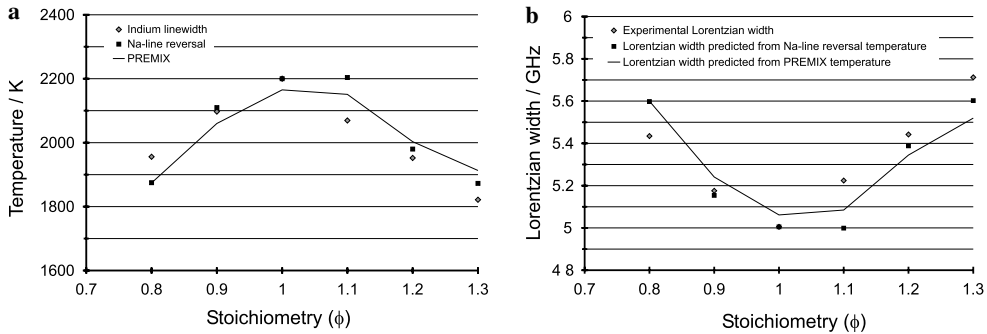 a
2400
2200
2000
1800
1600
Temperature / K
Indium linewidth
Na-line reversal
PREMIX
0.7 0.8 0.9 1 1.1 1.2 1.3
Stoichiometry (ϕ)
b
6
5.8
5.6
5.4
5.2
5
4 8
Lorentzian width / GHz
Experimental Lorentzian width
Lorentzian width predicted from Na-line reversal temperature
Lorentzian width predicted from PREMIX temperature
0.7 0.8 0.9 1 1.1 1.2 1.3
Stoichiometry (ϕ)